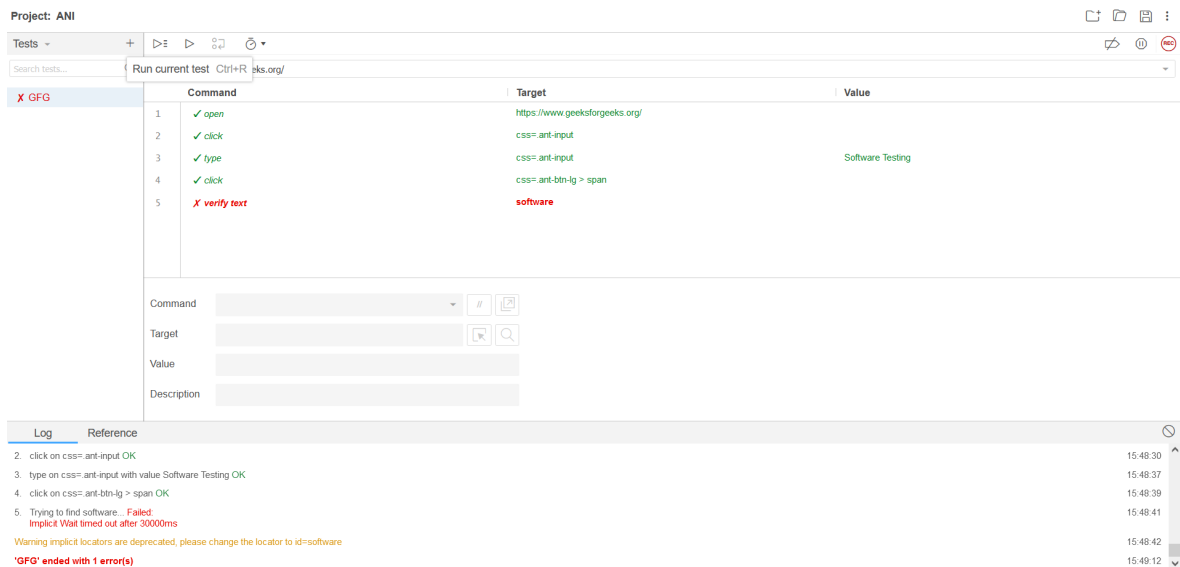 Project: ANI
Tests
REC
Search tests...
Run current test Ctrl+R
eks.org/
GFG
Command Target Value
1 ✓ open https://www.geeksforgeeks.org/
2 ✓ click css=.ant-input
3 ✓ type css=.ant-input Software Testing
4 ✓ click css=.ant-btn-lg > span
5 ✗ verify text software
Command
//
Target
Value
Description
Log Reference
2. click on css=.ant-input OK 15:48:30
3. type on css=.ant-input with value Software Testing OK 15:48:37
4. click on css=.ant-btn-lg > span OK 15:48:39
5. Trying to find software... Failed: 15:48:41
Implicit Wait timed out after 30000ms
Warning implicit locators are deprecated, please change the locator to id=software 15:48:42
'GFG' ended with 1 error(s) 15:49:12